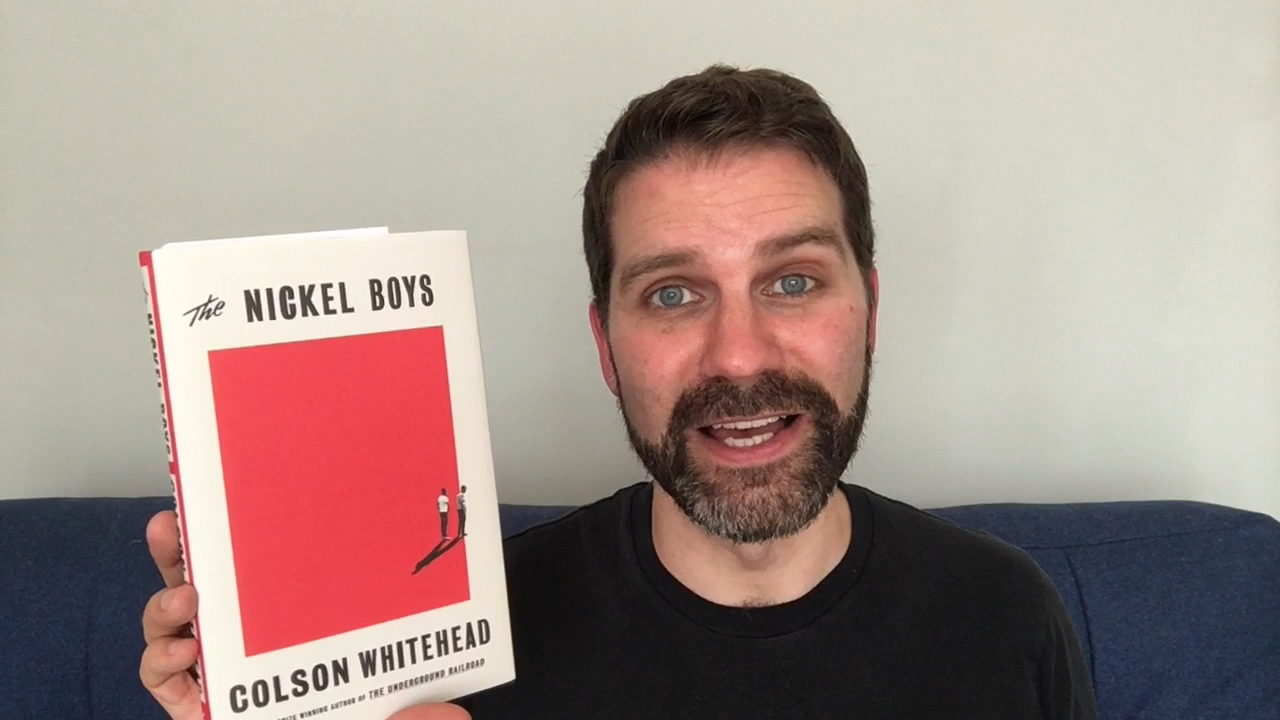 The NICKEL BOYS
COLSON WHITEHEAD
WINNING AUTHOR OF THE UNDERGROUND RAILROAD